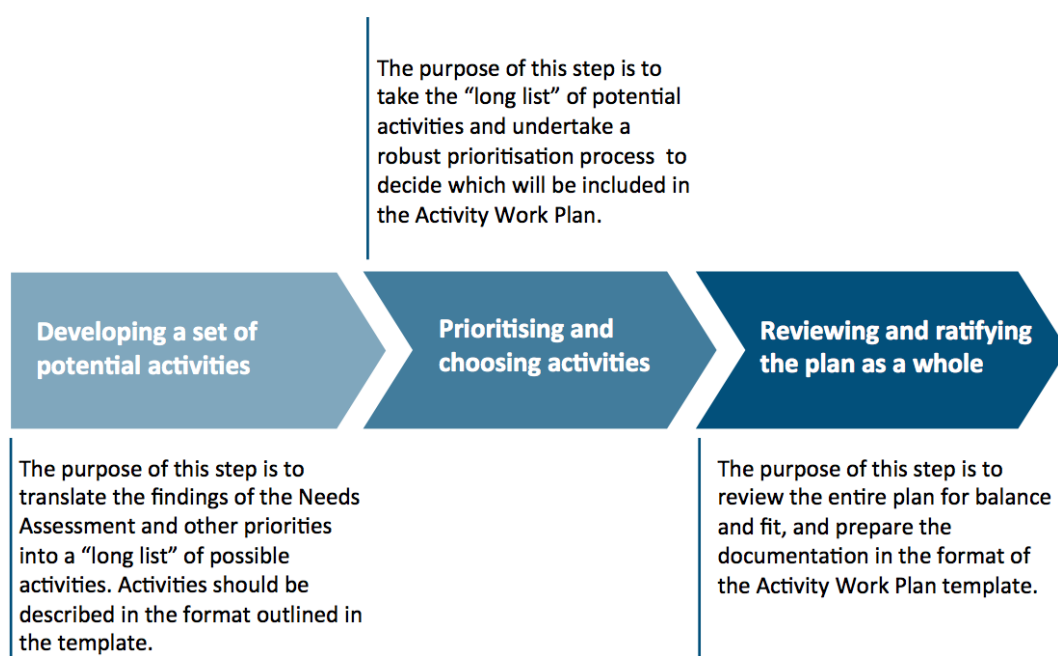 The purpose of this step is to
take the “long list” of potential
activities and undertake a
robust prioritisation process  to
decide which will be included in
the Activity Work Plan.
Developing a set of
potential activities
Prioritising and
choosing activities
Reviewing and ratifying
the plan as a whole
The purpose of this step is to
translate the findings of the Needs
Assessment and other priorities
into a “long list” of possible
activities. Activities should be
described in the format outlined in
the template.
The purpose of this step is to
review the entire plan for balance
and fit, and prepare the
documentation in the format of
the Activity Work Plan template.